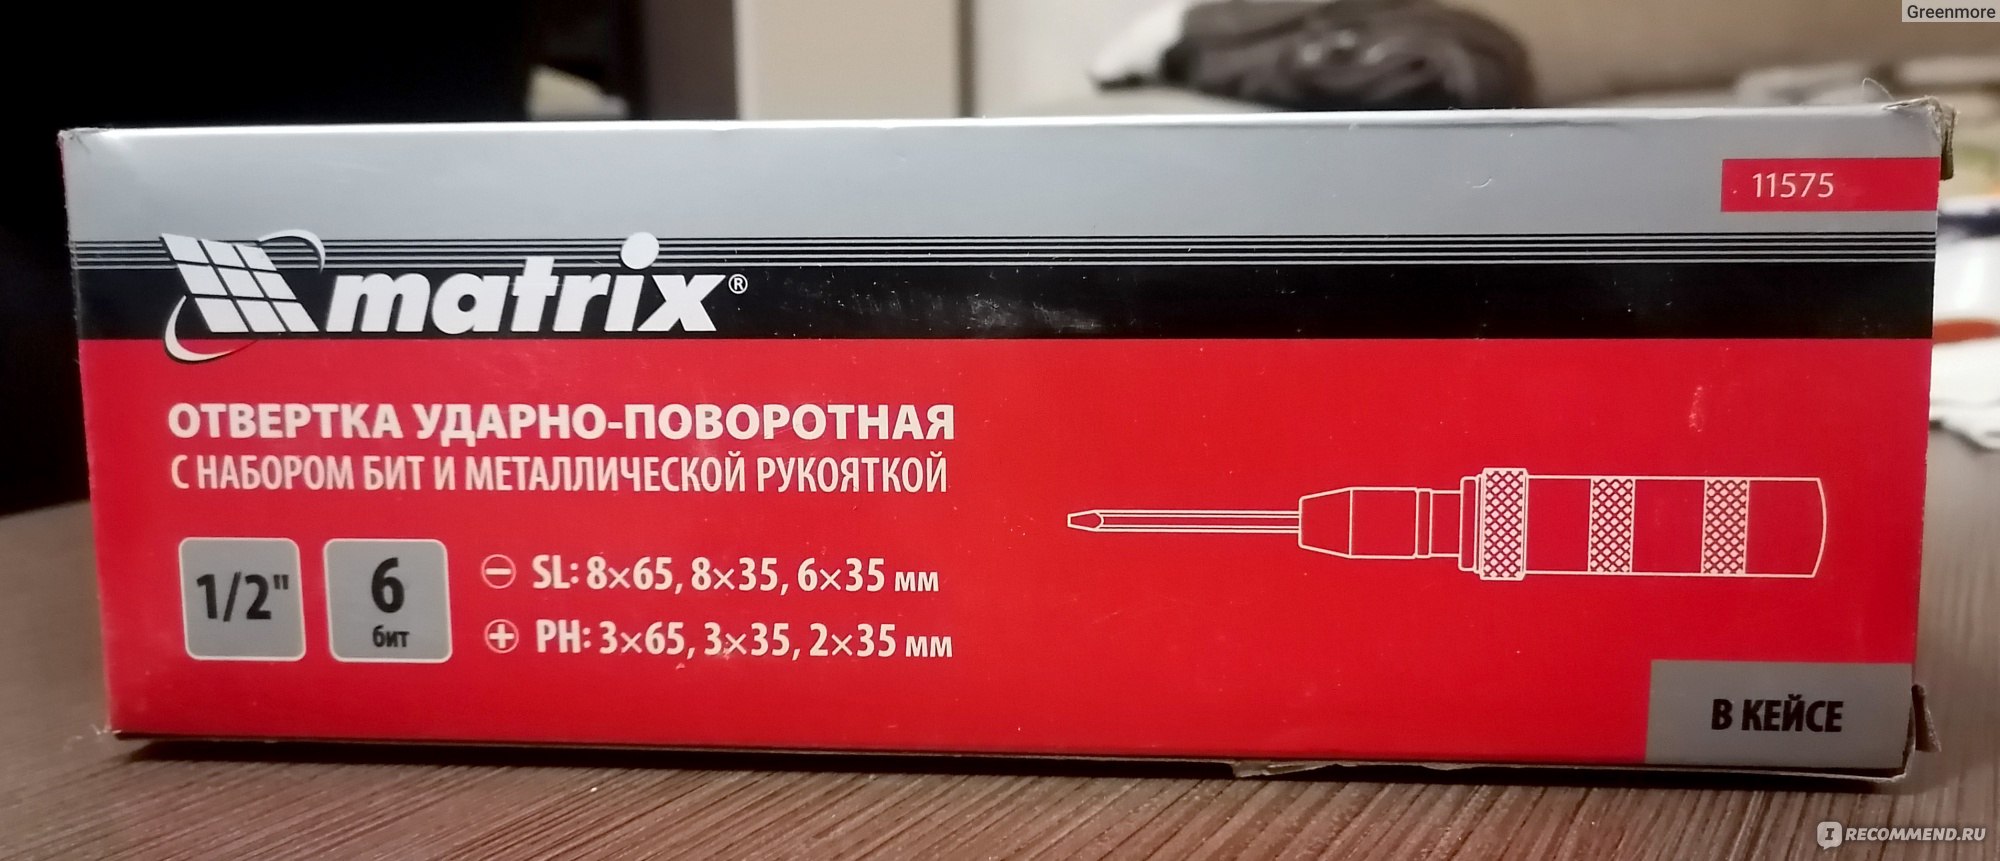 Greenmore
11575
matrix®
ОТВЕРТКА УДАРНО-ПОВОРОТНАЯ
С НАБОРОМ БИТ И МЕТАЛЛИЧЕСКОЙ РУКОЯТКОЙ
1/2"
6
бит
SL: 8×65, 8×35, 6×35 мм
PH: 3×65, 3×35, 2×35 мм
В КЕЙСЕ
IRECOMMEND.RU